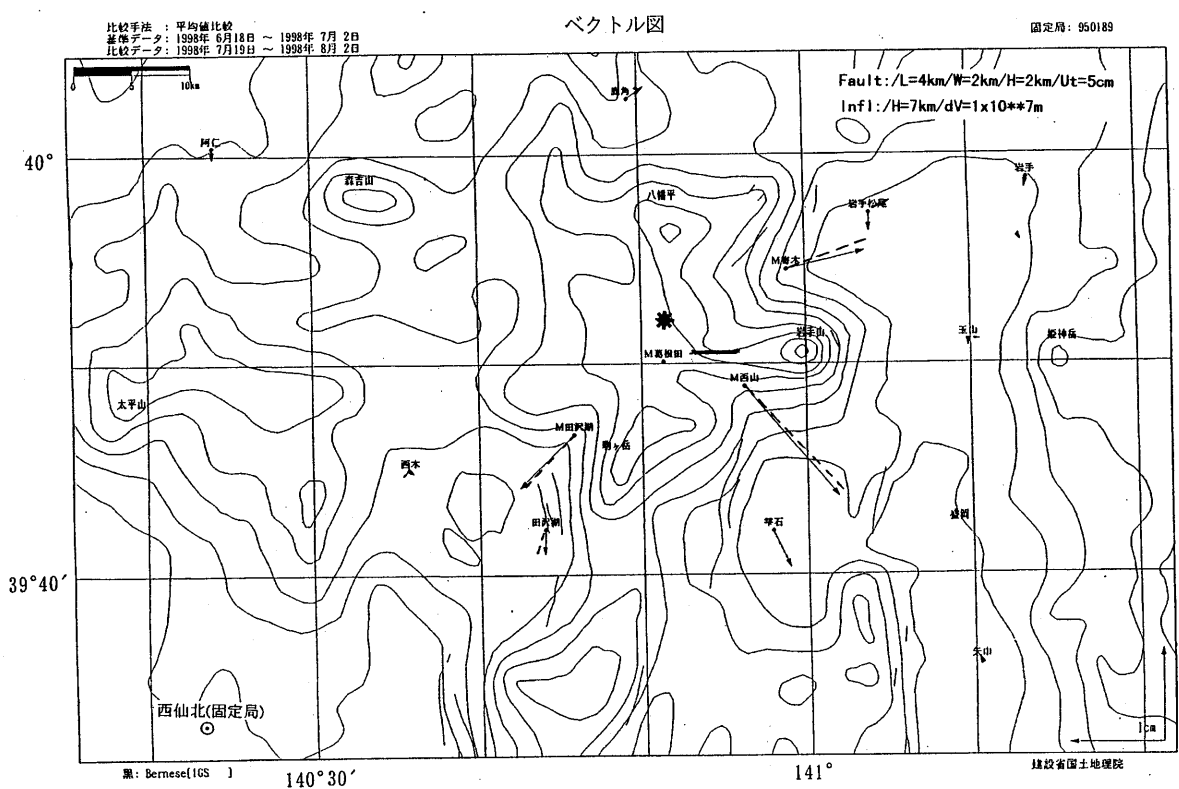 ベクトル図
比較手法 : 平均値比較
基準データ: 1998年 6月18日 ～ 1998年 7月 2日
比較データ: 1998年 7月19日 ～ 1998年 8月 2日
固定局: 950189
0 5 10km
Fault:/L=4km/W=2km/H=2km/Ut=5cm
Infl:/H=7km/dV=1x10**7m
鹿角
阿仁
40°
岩手
森吉山
八幡平
岩手松尾
M柏木
玉山
姫神岳
岩手山
M葛根田
M西山
太平山
M田沢湖
駒ヶ岳
西木
田沢湖
雫石
盛岡
39°40′
矢巾
西仙北(固定局)
1cm
黒: Bernese[IGS ]
140°30′
141°
建設省国土地理院